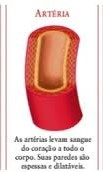 ARTÉRIA
As artérias levam sangue
do coração a todo o
corpo. Suas paredes são
espessas e dilatáveis.